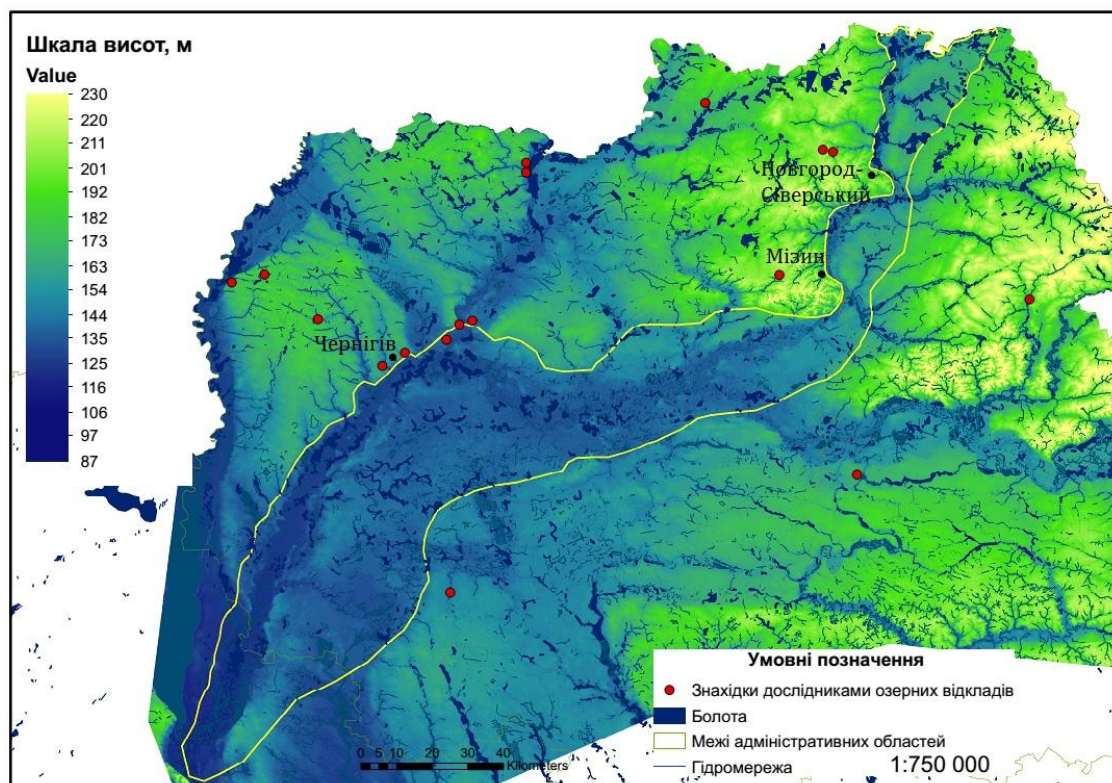 Шкала висот, м
Value
230
220
210
201
192
182
173
163
154
144
135
125
116
106
97
87
Новгород-
Сіверський
Мізин
Чернігів
Умовні позначення
Знахідки дослідниками озерних відкладів
Болота
Межі адміністративних областей
Гідромережа
1:750 000
0 5 10 20 30 40
Kilometers